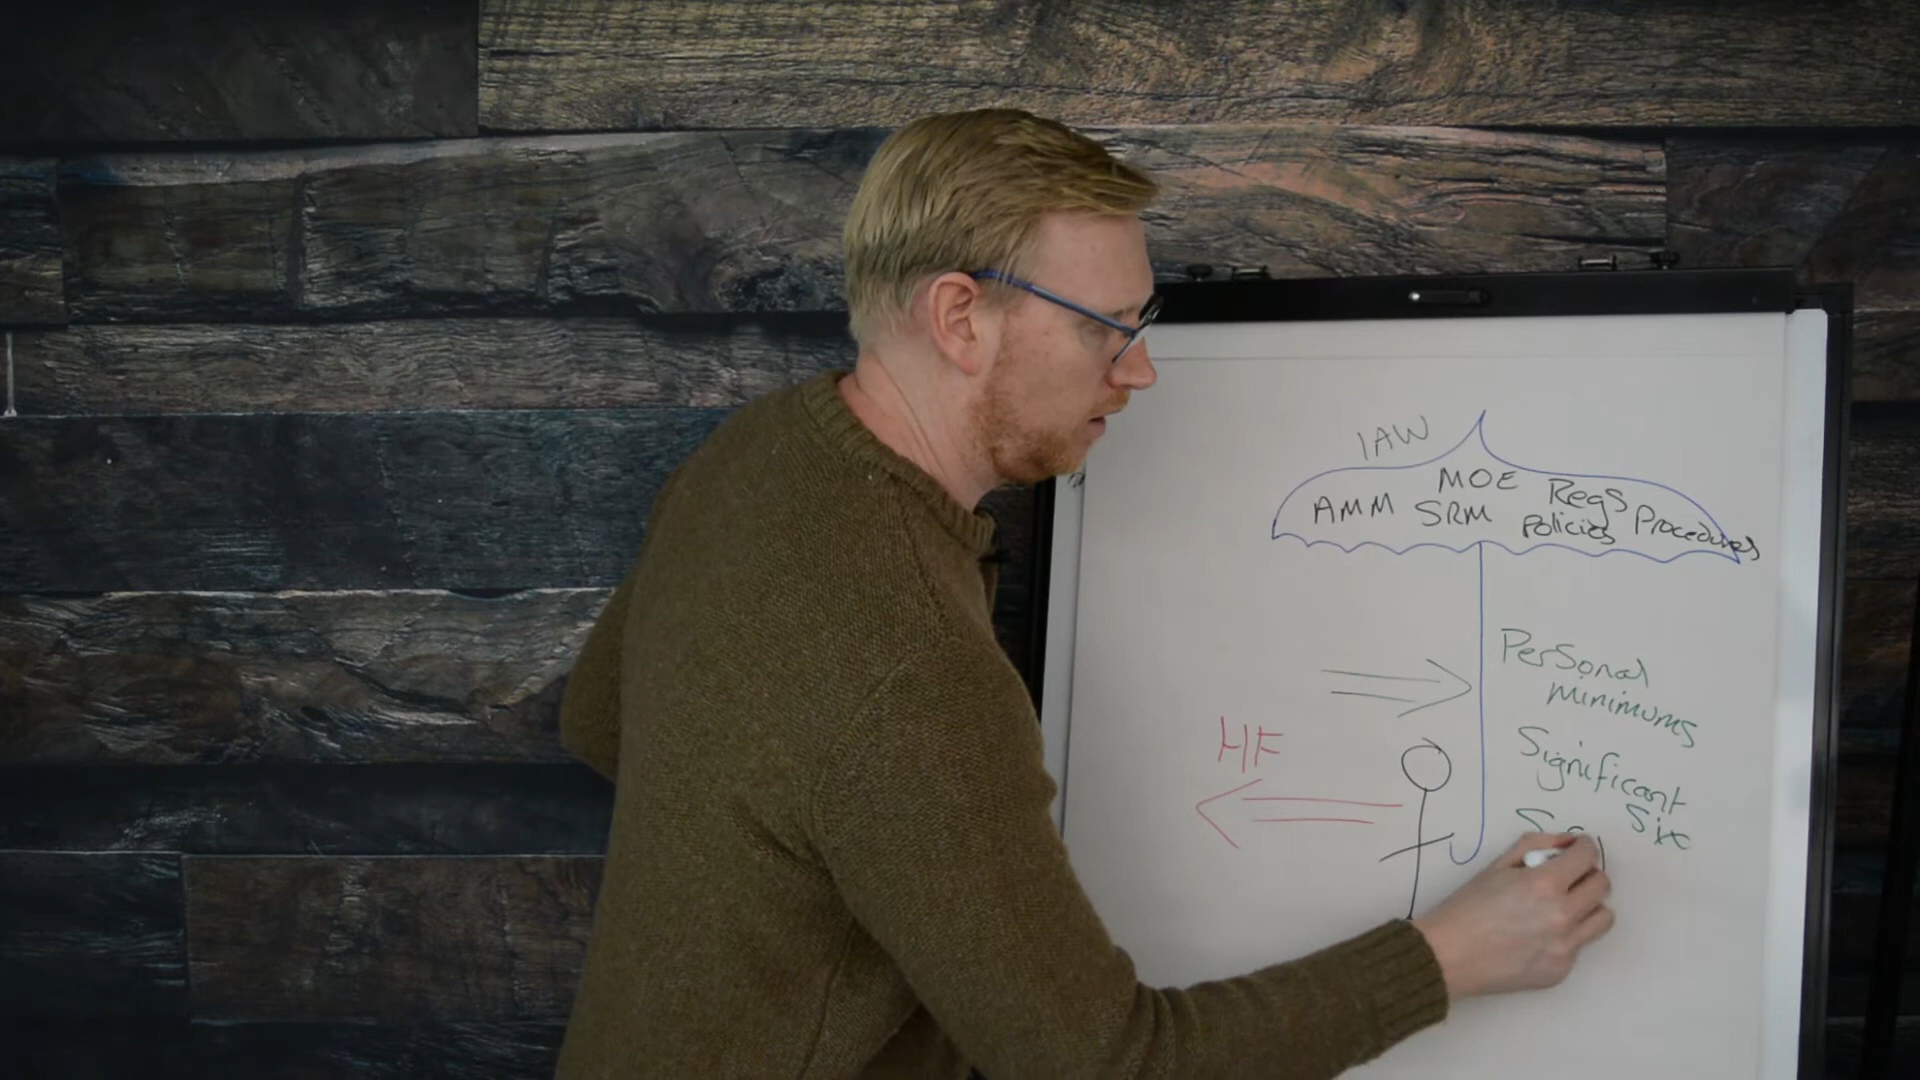 IAW
MOE Regs
AMM SRM Policies Procedures
Personal
minimums
HF
Significant
Six